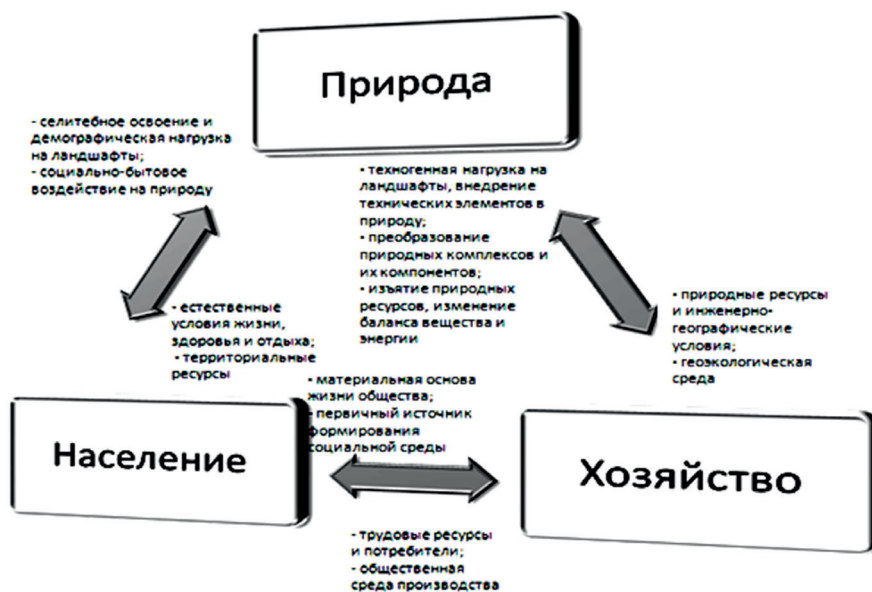 Природа
- селитебное освоение и
демографическая нагрузка
на ландшафты;
- социально-бытовое
воздействие на природу
- техногенная нагрузка на
ландшафты, внедрение
технических элементов в
природу;
- преобразование
природных комплексов и
их компонентов;
- изъятие природных
ресурсов, изменение
баланса вещества и
энергии
- естественные
условия жизни,
здоровья и отдыха;
- территориальные
ресурсы
- природные ресурсы
и инженерно-
географические
условия;
- геоэкологическая
среда
- материальная основа
жизни общества;
- первичный источник
формирования
социальной среды
Население
Хозяйство
- трудовые ресурсы
и потребители;
- общественная
среда производства